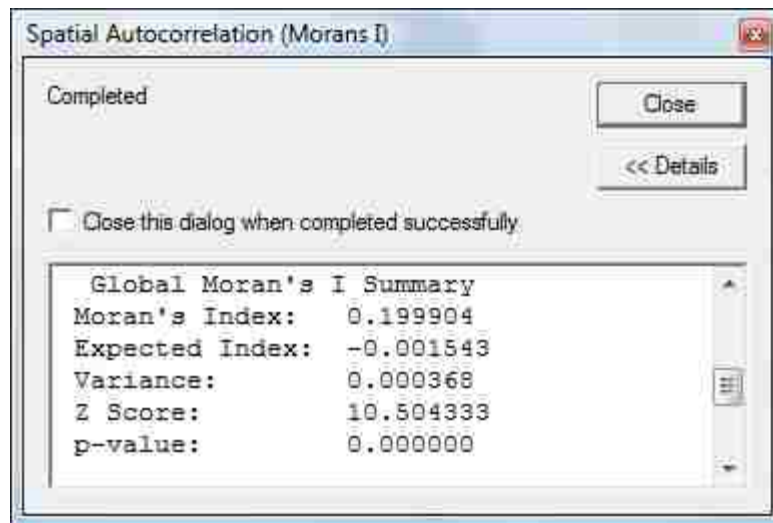 Spatial Autocorrelation (Morans I)
Completed
Close
<< Details
Close this dialog when completed successfully
Global Moran's I Summary
Moran's Index: 0.199904
Expected Index: -0.001543
Variance: 0.000368
Z Score: 10.504333
p-value: 0.000000